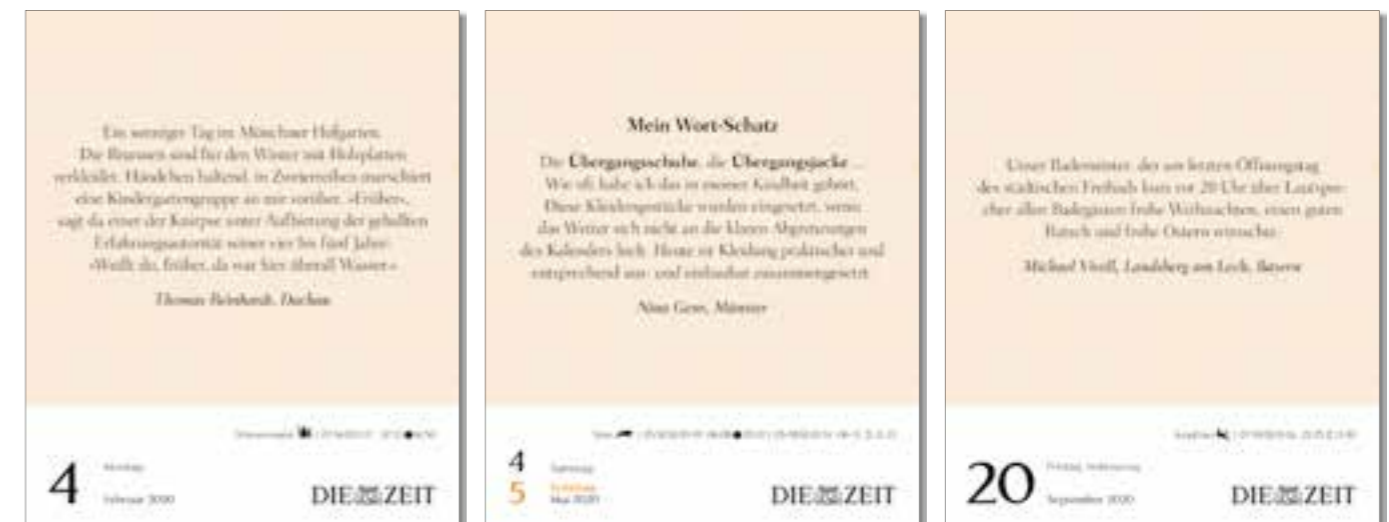 Ein sonniger Tag im Münchner Hofgarten.
Die Brunnen sind für den Winter mit Holzplatten
verkleidet. Händchen haltend, in Zweierreihen marschiert
eine Kindergartengruppe an mir vorüber. »Früher«,
sagt da einer der Knirpse unter Aufbietung der geballten
Erfahrungsautorität seiner vier bis fünf Jahre:
»Weißt du, früher, da war hier überall Wasser.«
Thomas Reinhardt, Dachau
4
Montag
Februar 2020
DIE ZEIT
Mein Wort-Schatz
Die Übergangsschuhe, die Übergangsjacke ...
Wie oft habe ich das in meiner Kindheit gehört.
Diese Kleidungsstücke wurden eingesetzt, wenn
das Wetter sich nicht an die klaren Abgrenzungen
des Kalenders hielt. Heute ist Kleidung praktischer und
entsprechend aus- und einladbar zusammengesetzt.
Nina Münster
4
Samstag
5
Sonntag
Mai 2020
DIE ZEIT
Unser Bademeister, der am letzten Öffnungstag
des städtischen Freibads kurz vor 20 Uhr über Lautspre-
cher allen Badegästen frohe Weihnachten, einen guten
Rutsch und frohe Ostern wünschte.
Michael Landsberg am Lech, Bayern
20
Freitag
September 2020
DIE ZEIT